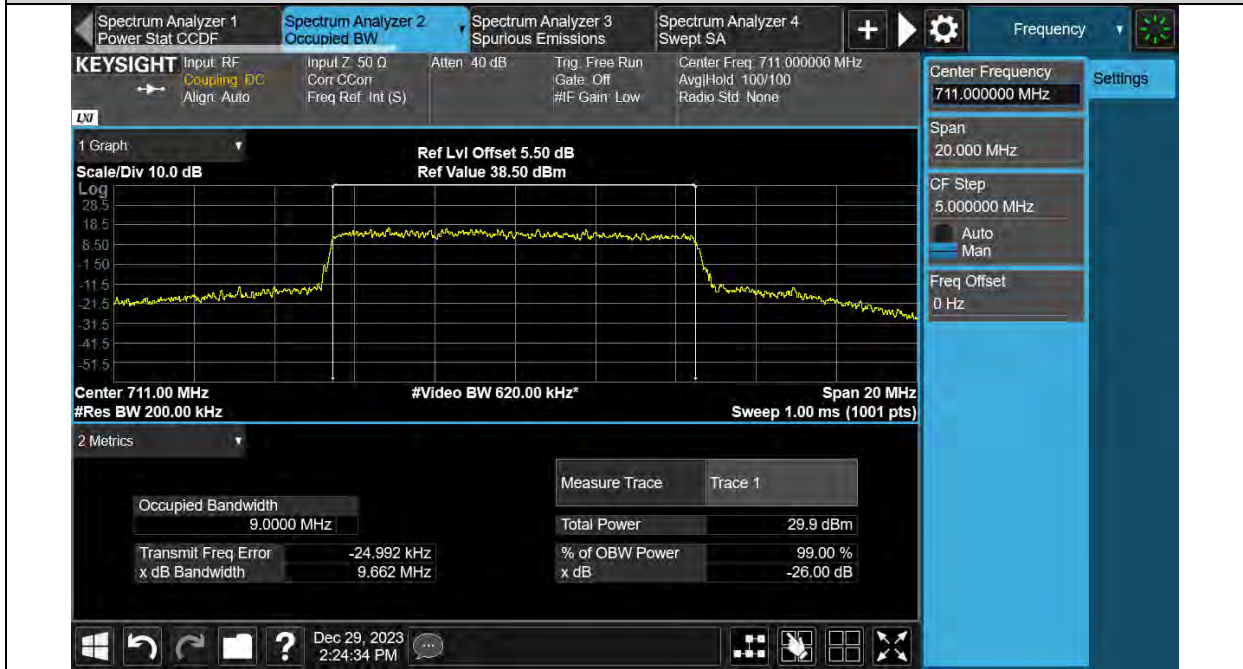 Spectrum Analyzer 1
Power Stat CCDF
Spectrum Analyzer 2
Occupied BW
Spectrum Analyzer 3
Spurious Emissions
Spectrum Analyzer 4
Swept SA
+
Frequency
KEYSIGHT
Input: RF
Coupling: DC
Align: Auto
Input Z: 50 Ω
Corr CCorr
Freq Ref: Int (S)
Atten: 40 dB
Trig: Free Run
Gate: Off
#IF Gain: Low
Center Freq: 711.000000 MHz
Avg|Hold: 100/100
Radio Std: None
LXI
Center Frequency
711.000000 MHz
Settings
Span
20.000 MHz
CF Step
5.000000 MHz
Auto
Man
Freq Offset
0 Hz
1 Graph
Scale/Div 10.0 dB
Ref Lvl Offset 5.50 dB
Ref Value 38.50 dBm
Log
28.5
18.5
8.50
-1.50
-11.5
-21.5
-31.5
-41.5
-51.5
Center 711.00 MHz
#Video BW 620.00 kHz*
Span 20 MHz
#Res BW 200.00 kHz
Sweep 1.00 ms (1001 pts)
2 Metrics
Measure Trace
Trace 1
Occupied Bandwidth
9.0000 MHz
Total Power
29.9 dBm
Transmit Freq Error
-24.992 kHz
% of OBW Power
99.00 %
x dB Bandwidth
9.662 MHz
x dB
-26.00 dB
?
Dec 29, 2023
2:24:34 PM